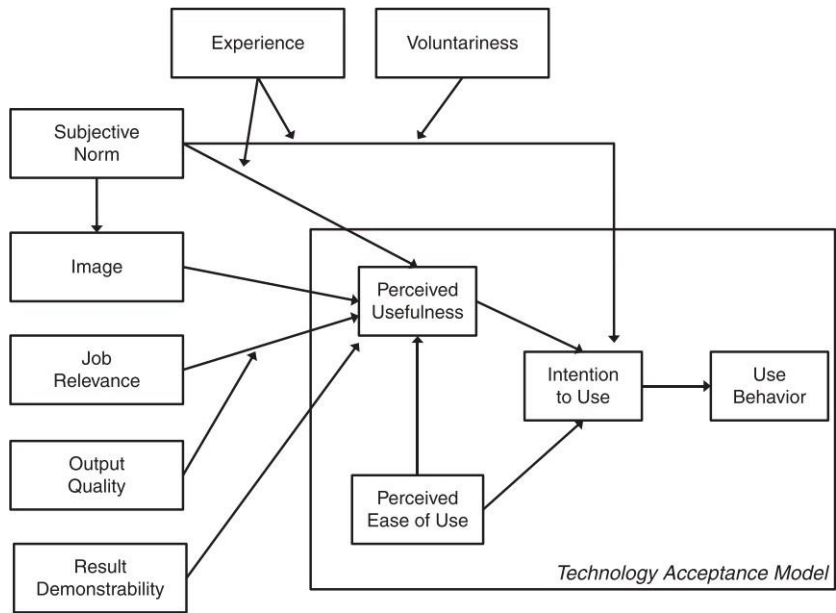 Experience
Voluntariness
Subjective
Norm
Image
Perceived
Usefulness
Job
Relevance
Intention
to Use
Use
Behavior
Output
Quality
Perceived
Ease of Use
Result
Demonstrability
Technology Acceptance Model